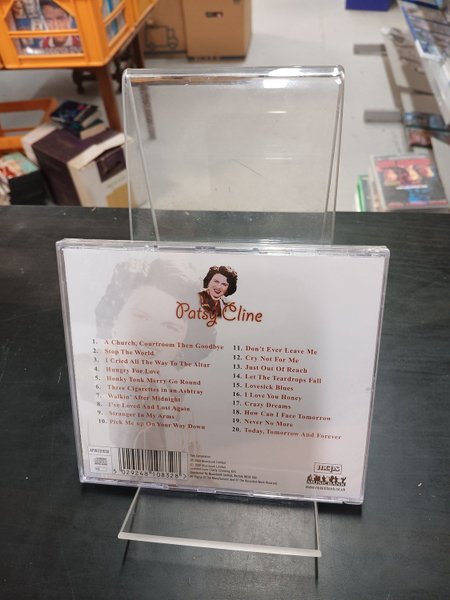 Patsy Cline
1. A Church, Courtroom Then Goodbye
2. Stop The World
3. I Cried All The Way To The Altar
4. Hungry For Love
5. Honky Tonk Merry Go Round
6. Three Cigarettes in an Ashtray
7. Walkin' After Midnight
8. I've Loved And Lost Again
9. Stranger In My Arms
10. Pick Me up On Your Way Down
11. Don't Ever Leave Me
12. Cry Not For Me
13. Just Out Of Reach
14. Let The Teardrops Fall
15. Lovesick Blues
16. I Love You Honey
17. Crazy Dreams
18. How Can I Face Tomorrow
19. Never No More
20. Today, Tomorrow And Forever
5 029248 108328
mcps